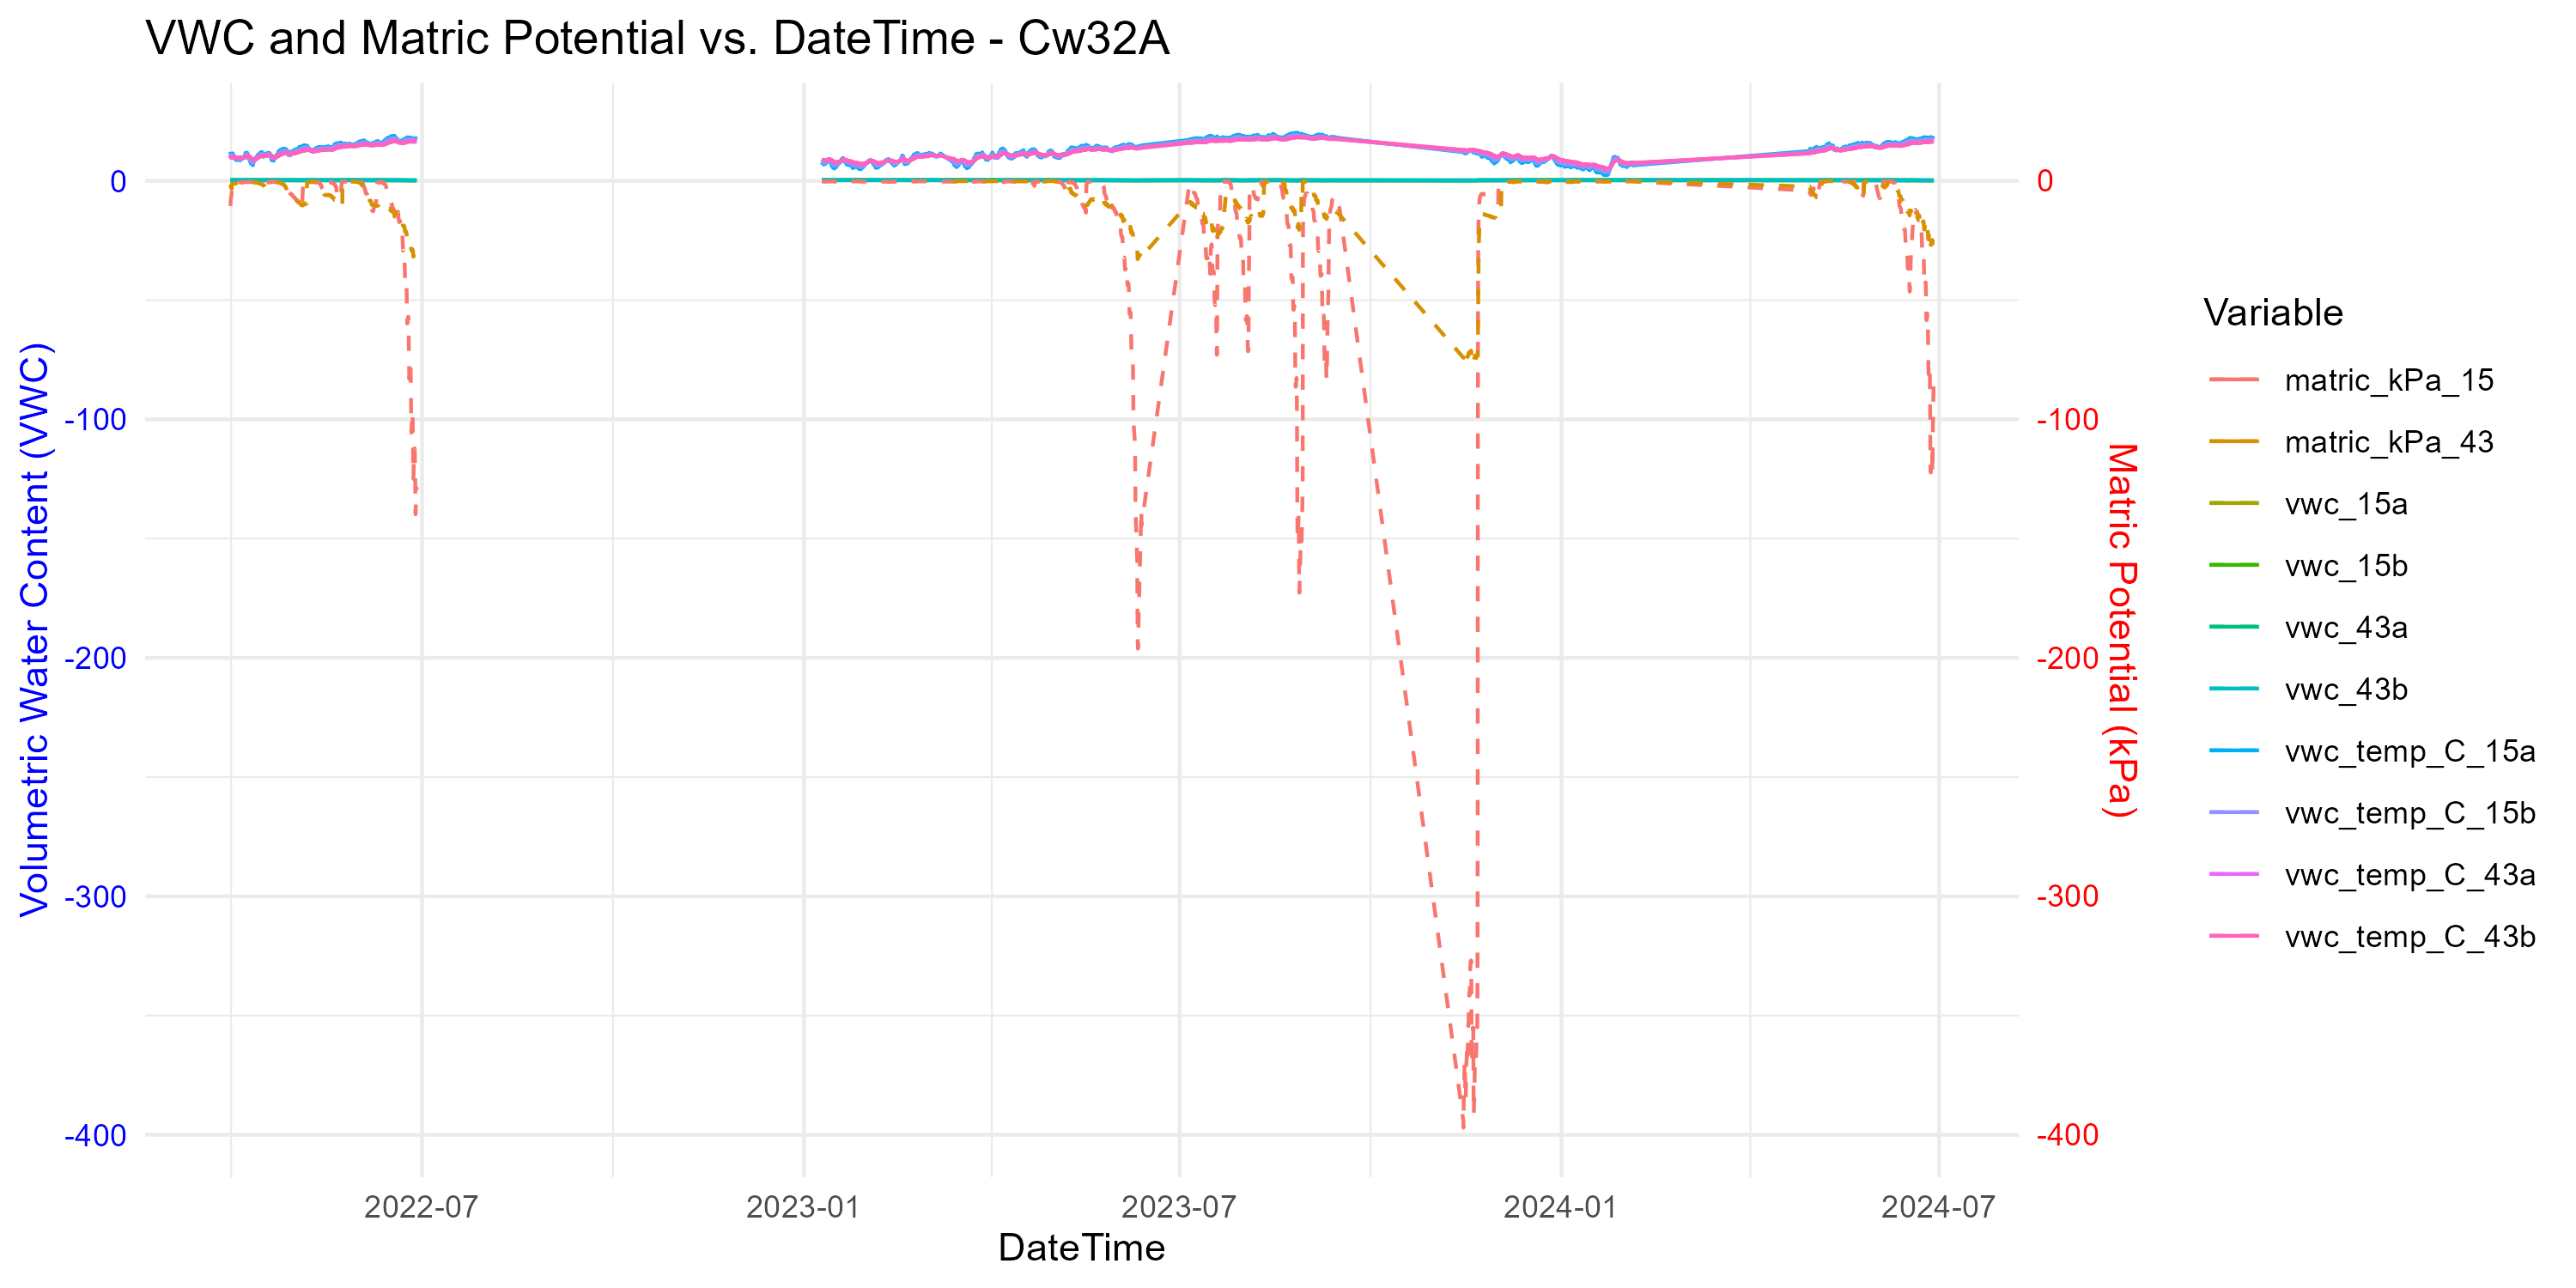 VWC and Matric Potential vs. DateTime - Cw32A
Volumetric Water Content (VWC)
0
-100
-200
-300
-400
0
-100
-200
-300
-400
Matric Potential (kPa)
2022-07
2023-01
2023-07
2024-01
2024-07
DateTime
Variable
matric_kPa_15
matric_kPa_43
vwc_15a
vwc_15b
vwc_43a
vwc_43b
vwc_temp_C_15a
vwc_temp_C_15b
vwc_temp_C_43a
vwc_temp_C_43b